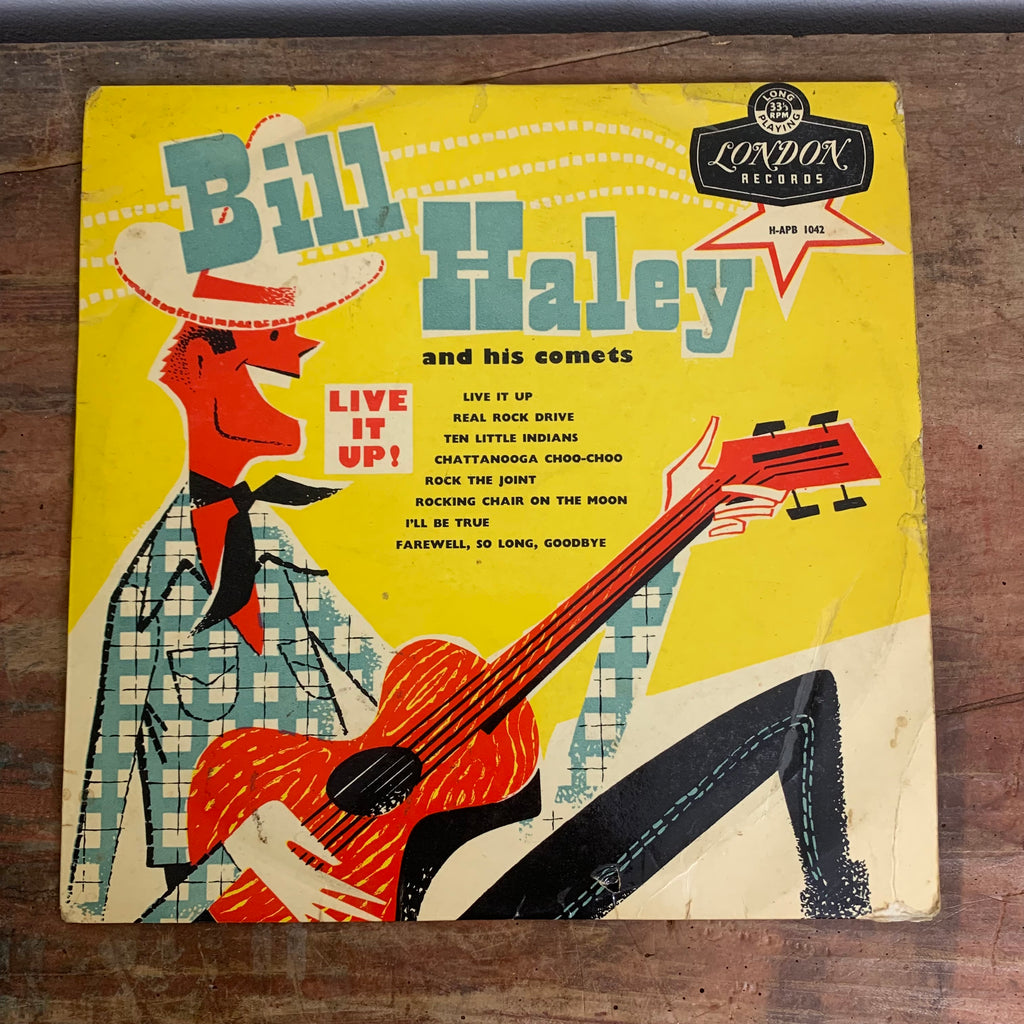 LONG
33⅓
RPM
PLAYING
LONDON
RECORDS
H-APB 1042
Bill
Haley
and his comets
LIVE
IT
UP!
LIVE IT UP
REAL ROCK DRIVE
TEN LITTLE INDIANS
CHATTANOOGA CHOO-CHOO
ROCK THE JOINT
ROCKING CHAIR ON THE MOON
I'LL BE TRUE
FAREWELL, SO LONG, GOODBYE